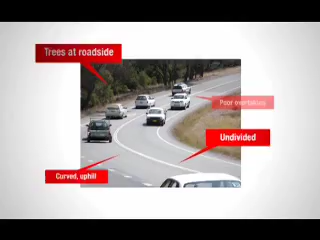 Trees at roadside
Poor overtaking
Undivided
Curved, uphill